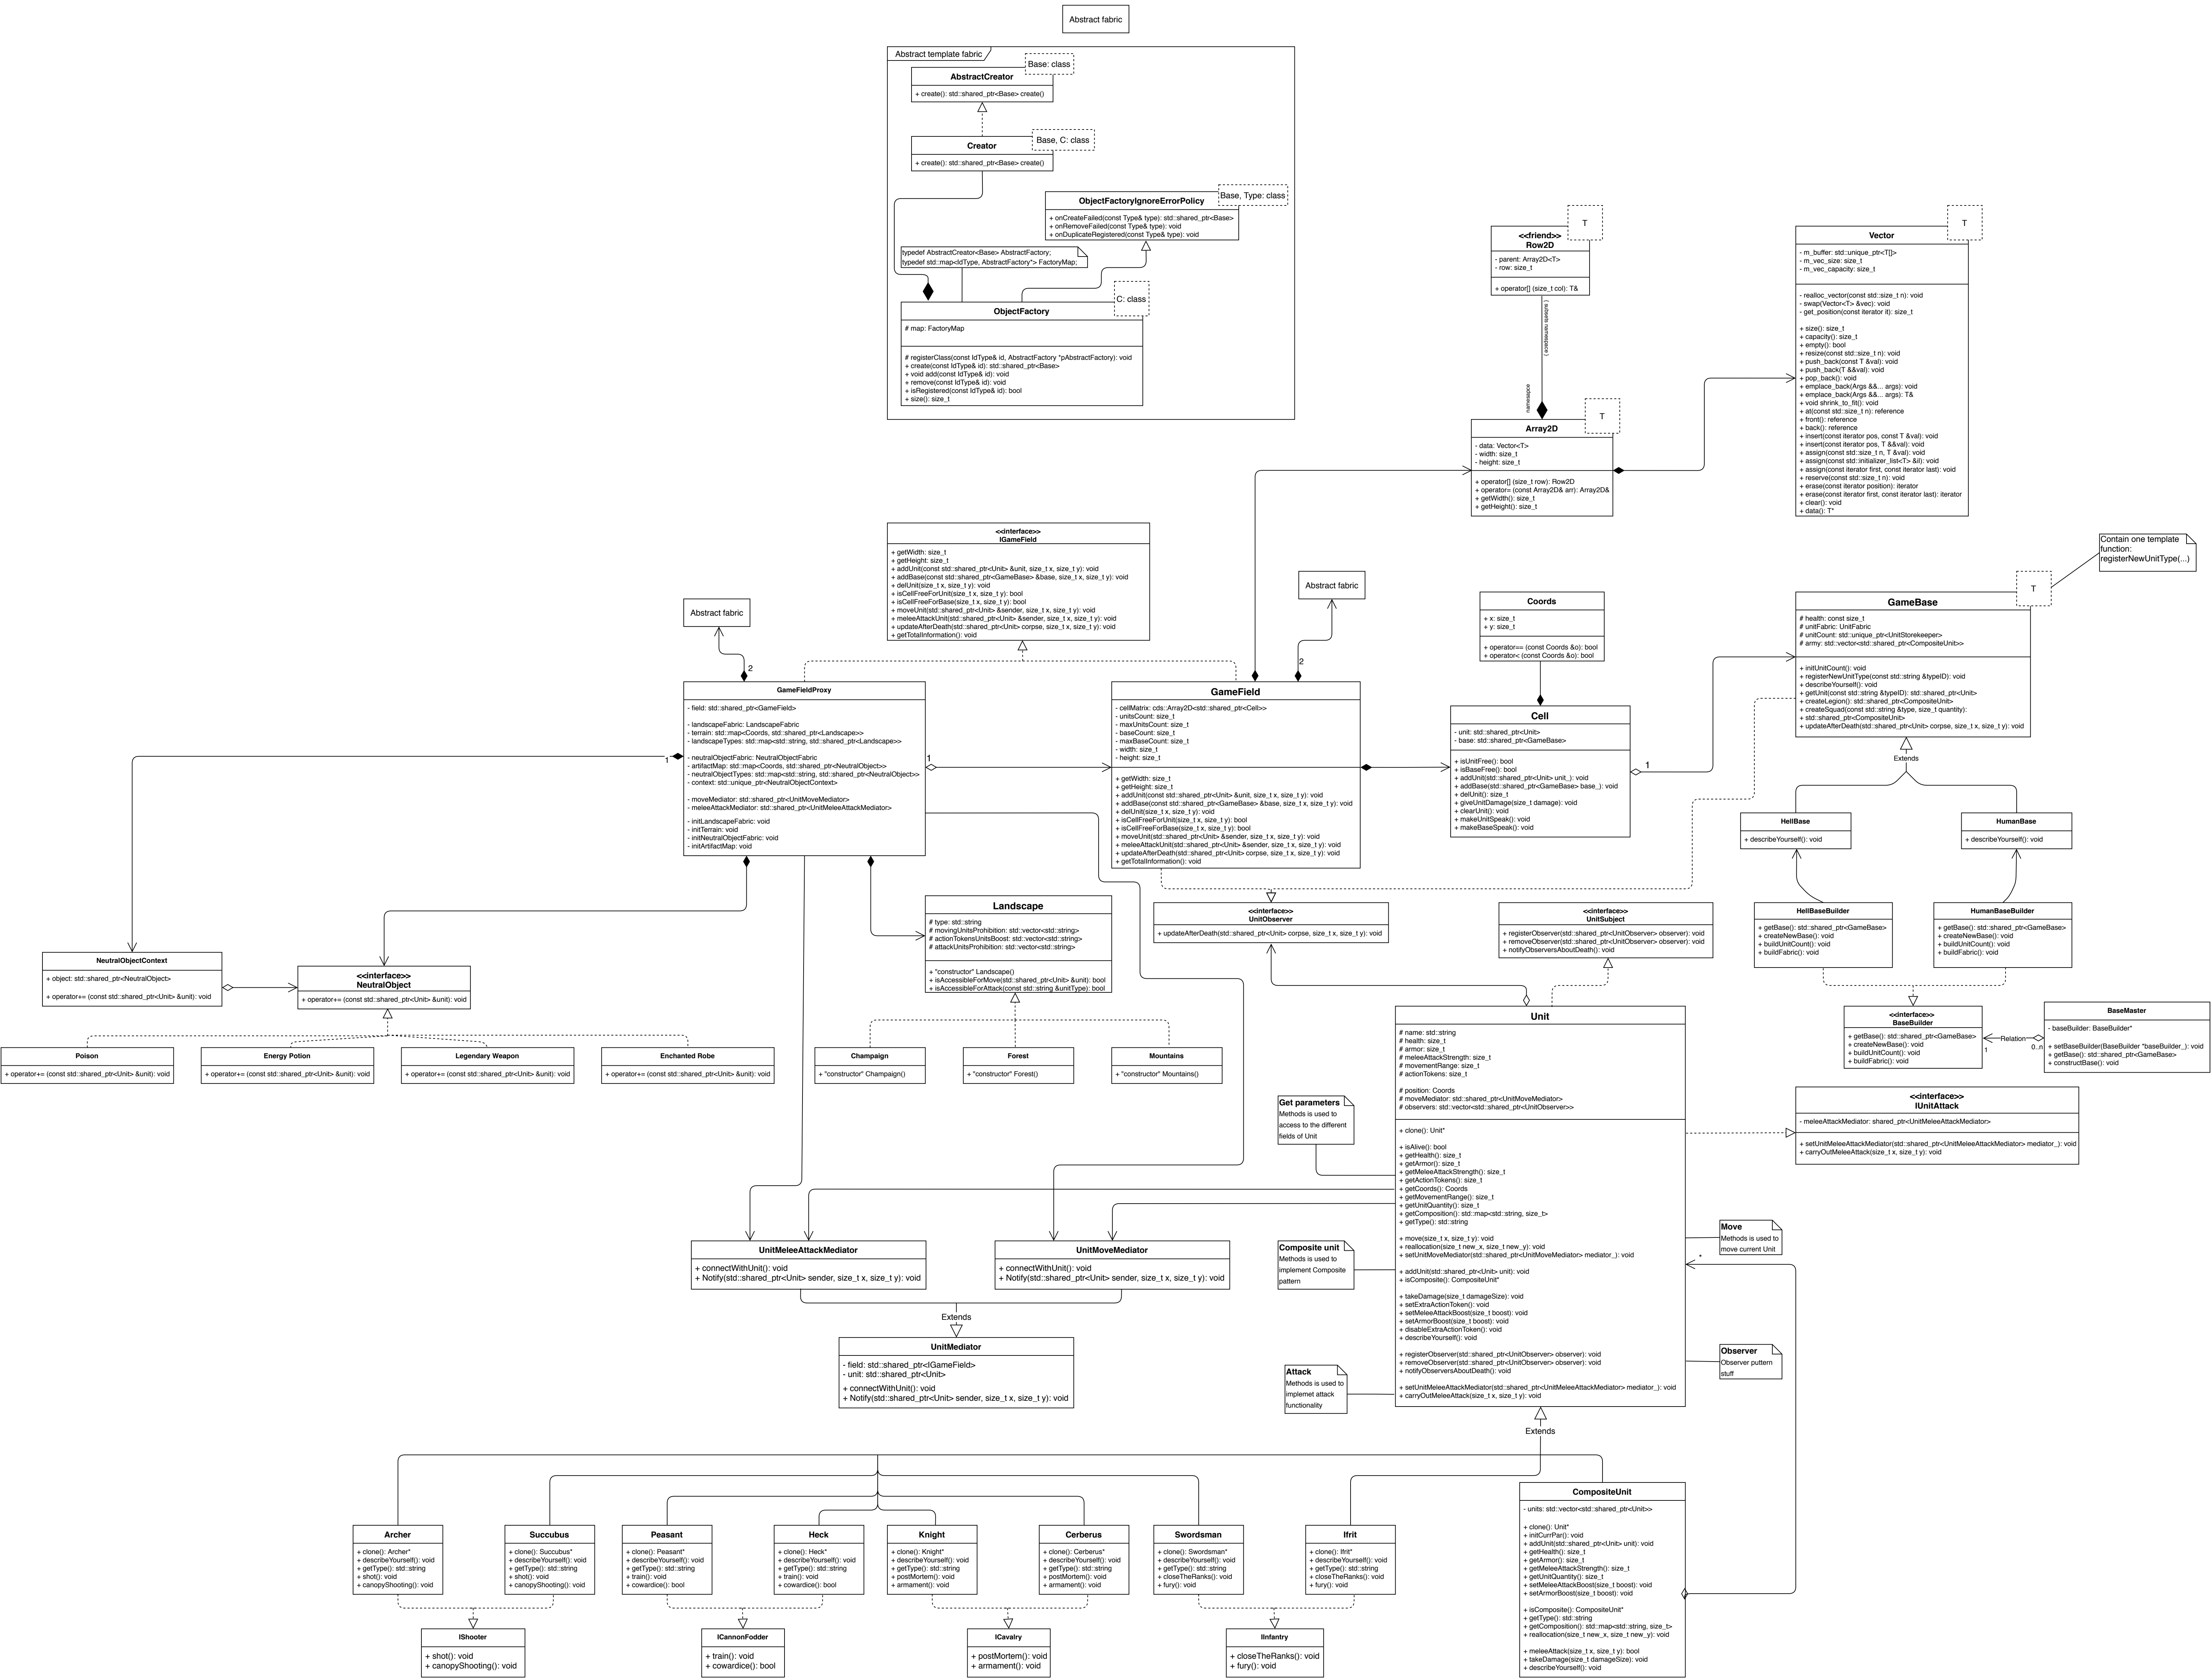 Abstract fabric
Abstract template fabric
Base: class
AbstractCreator
+ create(): std::shared_ptr<Base> create()
Base, C: class
Creator
+ create(): std::shared_ptr<Base> create()
Base, Type: class
ObjectFactoryIgnoreErrorPolicy
+ onCreateFailed(const Type& type): std::shared_ptr<Base>
+ onRemoveFailed(const Type& type): void
+ onDuplicateRegistered(const Type& type): void
typedef AbstractCreator<Base> AbstractFactory;
typedef std::map<IdType, AbstractFactory*> FactoryMap;
C: class
ObjectFactory
# map: FactoryMap
# registerClass(const IdType& id, AbstractFactory *pAbstractFactory): void
+ create(const IdType& id): std::shared_ptr<Base>
+ void add(const IdType& id): void
+ remove(const IdType& id): void
+ isRegistered(const IdType& id): bool
+ size(): size_t
T
<<friend>>
Row2D
- parent: Array2D<T>
- row: size_t
+ operator[] (size_t col): T&
{ subsets namespace }
namesapce
T
Array2D
- data: Vector<T>
- width: size_t
- height: size_t
+ operator[] (size_t row): Row2D
+ operator= (const Array2D& arr): Array2D&
+ getWidth(): size_t
+ getHeight(): size_t
T
Vector
- m_buffer: std::unique_ptr<T[]>
- m_vec_size: size_t
- m_vec_capacity: size_t
- realloc_vector(const std::size_t n): void
- swap(Vector<T> &vec): void
- get_position(const iterator it): size_t
+ size(): size_t
+ capacity(): size_t
+ empty(): bool
+ resize(const std::size_t n): void
+ push_back(const T &val): void
+ push_back(T &&val): void
+ pop_back(): void
+ emplace_back(Args &&... args): void
+ emplace_back(Args &&... args): T&
+ void shrink_to_fit(): void
+ at(const std::size_t n): reference
+ front(): reference
+ back(): reference
+ insert(const iterator pos, const T &val): void
+ insert(const iterator pos, T &&val): void
+ assign(const std::size_t n, T &val): void
+ assign(const std::initializer_list<T> &il): void
+ assign(const iterator first, const iterator last): void
+ reserve(const std::size_t n): void
+ erase(const iterator position): iterator
+ erase(const iterator first, const iterator last): iterator
+ clear(): void
+ data(): T*
<<interface>>
IGameField
+ getWidth: size_t
+ getHeight: size_t
+ addUnit(const std::shared_ptr<Unit> &unit, size_t x, size_t y): void
+ addBase(const std::shared_ptr<GameBase> &base, size_t x, size_t y): void
+ delUnit(size_t x, size_t y): void
+ isCellFreeForUnit(size_t x, size_t y): bool
+ isCellFreeForBase(size_t x, size_t y): bool
+ moveUnit(std::shared_ptr<Unit> &sender, size_t x, size_t y): void
+ meleeAttackUnit(std::shared_ptr<Unit> &sender, size_t x, size_t y): void
+ updateAfterDeath(std::shared_ptr<Unit> corpse, size_t x, size_t y): void
+ getTotalInformation(): void
Abstract fabric
2
Abstract fabric
2
Contain one template
function:
registerNewUnitType(...)
T
GameBase
# health: const size_t
# unitFabric: UnitFabric
# unitCount: std::unique_ptr<UnitStorekeeper>
# army: std::vector<std::shared_ptr<CompositeUnit>>
+ initUnitCount(): void
+ registerNewUnitType(const std::string &typeID): void
+ describeYourself(): void
+ getUnit(const std::string &typeID): std::shared_ptr<Unit>
+ createLegion(): std::shared_ptr<CompositeUnit>
+ createSquad(const std::string &type, size_t quantity):
+ std::shared_ptr<CompositeUnit>
+ updateAfterDeath(std::shared_ptr<Unit> corpse, size_t x, size_t y): void
Extends
Coords
+ x: size_t
+ y: size_t
+ operator== (const Coords &o): bool
+ operator< (const Coords &o): bool
GameFieldProxy
- field: std::shared_ptr<GameField>
- landscapeFabric: LandscapeFabric
- terrain: std::map<Coords, std::shared_ptr<Landscape>>
- landscapeTypes: std::map<std::string, std::shared_ptr<Landscape>>
- neutralObjectFabric: NeutralObjectFabric
- artifactMap: std::map<Coords, std::shared_ptr<NeutralObject>>
- neutralObjectTypes: std::map<std::string, std::shared_ptr<NeutralObject>>
- context: std::unique_ptr<NeutralObjectContext>
- moveMediator: std::shared_ptr<UnitMoveMediator>
- meleeAttackMediator: std::shared_ptr<UnitMeleeAttackMediator>
- initLandscapeFabric: void
- initTerrain: void
- initNeutralObjectFabric: void
- initArtifactMap: void
1
1
GameField
- cellMatrix: cds::Array2D<std::shared_ptr<Cell>>
- unitsCount: size_t
- maxUnitsCount: size_t
- baseCount: size_t
- maxBaseCount: size_t
- width: size_t
- height: size_t
+ getWidth: size_t
+ getHeight: size_t
+ addUnit(const std::shared_ptr<Unit> &unit, size_t x, size_t y): void
+ addBase(const std::shared_ptr<GameBase> &base, size_t x, size_t y): void
+ delUnit(size_t x, size_t y): void
+ isCellFreeForUnit(size_t x, size_t y): bool
+ isCellFreeForBase(size_t x, size_t y): bool
+ moveUnit(std::shared_ptr<Unit> &sender, size_t x, size_t y): void
+ meleeAttackUnit(std::shared_ptr<Unit> &sender, size_t x, size_t y): void
+ updateAfterDeath(std::shared_ptr<Unit> corpse, size_t x, size_t y): void
+ getTotalInformation(): void
Cell
- unit: std::shared_ptr<Unit>
- base: std::shared_ptr<GameBase>
+ isUnitFree(): bool
+ isBaseFree(): bool
+ addUnit(std::shared_ptr<Unit> unit_): void
+ addBase(std::shared_ptr<GameBase> base_): void
+ delUnit(): size_t
+ giveUnitDamage(size_t damage): void
+ clearUnit(): void
+ makeUnitSpeak(): void
+ makeBaseSpeak(): void
1
HellBase
+ describeYourself(): void
HumanBase
+ describeYourself(): void
HellBaseBuilder
+ getBase(): std::shared_ptr<GameBase>
+ createNewBase(): void
+ buildUnitCount(): void
+ buildFabric(): void
HumanBaseBuilder
+ getBase(): std::shared_ptr<GameBase>
+ createNewBase(): void
+ buildUnitCount(): void
+ buildFabric(): void
<<interface>>
BaseBuilder
+ getBase(): std::shared_ptr<GameBase>
+ createNewBase(): void
+ buildUnitCount(): void
+ buildFabric(): void
Relation
1
0..n
BaseMaster
- baseBuilder: BaseBuilder*
+ setBaseBuilder(BaseBuilder *baseBuilder_): void
+ getBase(): std::shared_ptr<GameBase>
+ constructBase(): void
Landscape
# type: std::string
# movingUnitsProhibition: std::vector<std::string>
# actionTokensUnitsBoost: std::vector<std::string>
# attackUnitsProhibition: std::vector<std::string>
+ "constructor" Landscape()
+ isAccessibleForMove(std::shared_ptr<Unit> &unit): bool
+ isAccessibleForAttack(const std::string &unitType): bool
<<interface>>
UnitObserver
+ updateAfterDeath(std::shared_ptr<Unit> corpse, size_t x, size_t y): void
<<interface>>
UnitSubject
+ registerObserver(std::shared_ptr<UnitObserver> observer): void
+ removeObserver(std::shared_ptr<UnitObserver> observer): void
+ notifyObserversAboutDeath(): void
NeutralObjectContext
+ object: std::shared_ptr<NeutralObject>
+ operator+= (const std::shared_ptr<Unit> &unit): void
<<interface>>
NeutralObject
+ operator+= (const std::shared_ptr<Unit> &unit): void
Poison
+ operator+= (const std::shared_ptr<Unit> &unit): void
Energy Potion
+ operator+= (const std::shared_ptr<Unit> &unit): void
Legendary Weapon
+ operator+= (const std::shared_ptr<Unit> &unit): void
Enchanted Robe
+ operator+= (const std::shared_ptr<Unit> &unit): void
Champaign
+ "constructor" Champaign()
Forest
+ "constructor" Forest()
Mountains
+ "constructor" Mountains()
Unit
# name: std::string
# health: size_t
# armor: size_t
# meleeAttackStrength: size_t
# movementRange: size_t
# actionTokens: size_t
# position: Coords
# moveMediator: std::shared_ptr<UnitMoveMediator>
# observers: std::vector<std::shared_ptr<UnitObserver>>
+ clone(): Unit*
+ isAlive(): bool
+ getHealth(): size_t
+ getArmor(): size_t
+ getMeleeAttackStrength(): size_t
+ getActionTokens(): size_t
+ getCoords(): Coords
+ getMovementRange(): size_t
+ getUnitQuantity(): size_t
+ getComposition(): std::map<std::string, size_t>
+ getType(): std::string
+ move(size_t x, size_t y): void
+ reallocation(size_t new_x, size_t new_y): void
+ setUnitMoveMediator(std::shared_ptr<UnitMoveMediator> mediator_): void
+ addUnit(std::shared_ptr<Unit> unit): void
+ isComposite(): CompositeUnit*
+ takeDamage(size_t damageSize): void
+ setExtraActionToken(): void
+ setMeleeAttackBoost(size_t boost): void
+ setArmorBoost(size_t boost): void
+ disableExtraActionToken(): void
+ describeYourself(): void
+ registerObserver(std::shared_ptr<UnitObserver> observer): void
+ removeObserver(std::shared_ptr<UnitObserver> observer): void
+ notifyObserversAboutDeath(): void
+ setUnitMeleeAttackMediator(std::shared_ptr<UnitMeleeAttackMediator> mediator_): void
+ carryOutMeleeAttack(size_t x, size_t y): void
Get parameters
Methods is used to
access to the different
fields of Unit
Composite unit
Methods is used to
implement Composite
pattern
Attack
Methods is used to
implemet attack
functionality
Move
Methods is used to
move current Unit
*
Observer
Observer puttern
stuff
<<interface>>
IUnitAttack
- meleeAttackMediator: shared_ptr<UnitMeleeAttackMediator>
+ setUnitMeleeAttackMediator(std::shared_ptr<UnitMeleeAttackMediator> mediator_): void
+ carryOutMeleeAttack(size_t x, size_t y): void
UnitMeleeAttackMediator
+ connectWithUnit(): void
+ Notify(std::shared_ptr<Unit> sender, size_t x, size_t y): void
UnitMoveMediator
+ connectWithUnit(): void
+ Notify(std::shared_ptr<Unit> sender, size_t x, size_t y): void
Extends
UnitMediator
- field: std::shared_ptr<IGameField>
- unit: std::shared_ptr<Unit>
+ connectWithUnit(): void
+ Notify(std::shared_ptr<Unit> sender, size_t x, size_t y): void
Extends
Archer
+ clone(): Archer*
+ describeYourself(): void
+ getType(): std::string
+ shot(): void
+ canopyShooting(): void
Succubus
+ clone(): Succubus*
+ describeYourself(): void
+ getType(): std::string
+ shot(): void
+ canopyShooting(): void
Peasant
+ clone(): Peasant*
+ describeYourself(): void
+ getType(): std::string
+ train(): void
+ cowardice(): bool
Heck
+ clone(): Heck*
+ describeYourself(): void
+ getType(): std::string
+ train(): void
+ cowardice(): bool
Knight
+ clone(): Knight*
+ describeYourself(): void
+ getType(): std::string
+ postMortem(): void
+ armament(): void
Cerberus
+ clone(): Cerberus*
+ describeYourself(): void
+ getType(): std::string
+ postMortem(): void
+ armament(): void
Swordsman
+ clone(): Swordsman*
+ describeYourself(): void
+ getType(): std::string
+ closeTheRanks(): void
+ fury(): void
Ifrit
+ clone(): Ifrit*
+ describeYourself(): void
+ getType(): std::string
+ closeTheRanks(): void
+ fury(): void
CompositeUnit
- units: std::vector<std::shared_ptr<Unit>>
+ clone(): Unit*
+ initCurrPar(): void
+ addUnit(std::shared_ptr<Unit> unit): void
+ getHealth(): size_t
+ getArmor(): size_t
+ getMeleeAttackStrength(): size_t
+ getUnitQuantity(): size_t
+ setMeleeAttackBoost(size_t boost): void
+ setArmorBoost(size_t boost): void
+ isComposite(): CompositeUnit*
+ getType(): std::string
+ getComposition(): std::map<std::string, size_t>
+ reallocation(size_t new_x, size_t new_y): void
+ meleeAttack(size_t x, size_t y): bool
+ takeDamage(size_t damageSize): void
+ describeYourself(): void
IShooter
+ shot(): void
+ canopyShooting(): void
ICannonFodder
+ train(): void
+ cowardice(): bool
ICavalry
+ postMortem(): void
+ armament(): void
IInfantry
+ closeTheRanks(): void
+ fury(): void